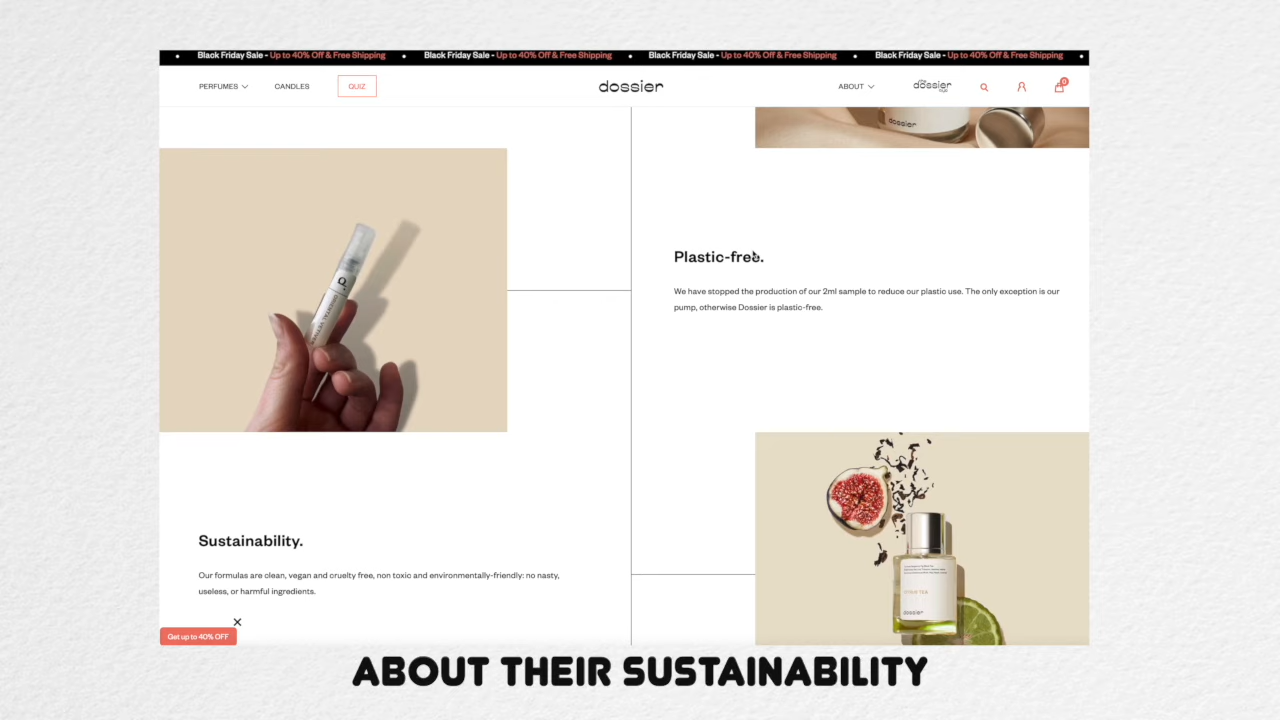 Black Friday Sale - Up to 40% Off & Free Shipping • Black Friday Sale - Up to 40% Off & Free Shipping • Black Friday Sale - Up to 40% Off & Free Shipping • Black Friday Sale - Up to 40% Off & Free Shipping
PERFUMES CANDLES QUIZ dossier ABOUT dossier 0
dossier
Plastic-free.
We have stopped the production of our 2ml sample to reduce our plastic use. The only exception is our
pump, otherwise Dossier is plastic-free.
Sustainability.
Our formulas are clean, vegan and cruelty free, non toxic and environmentally-friendly: no nasty,
useless, or harmful ingredients.
dossier
Get up to 40% OFF
ABOUT THEIR SUSTAINABILITY